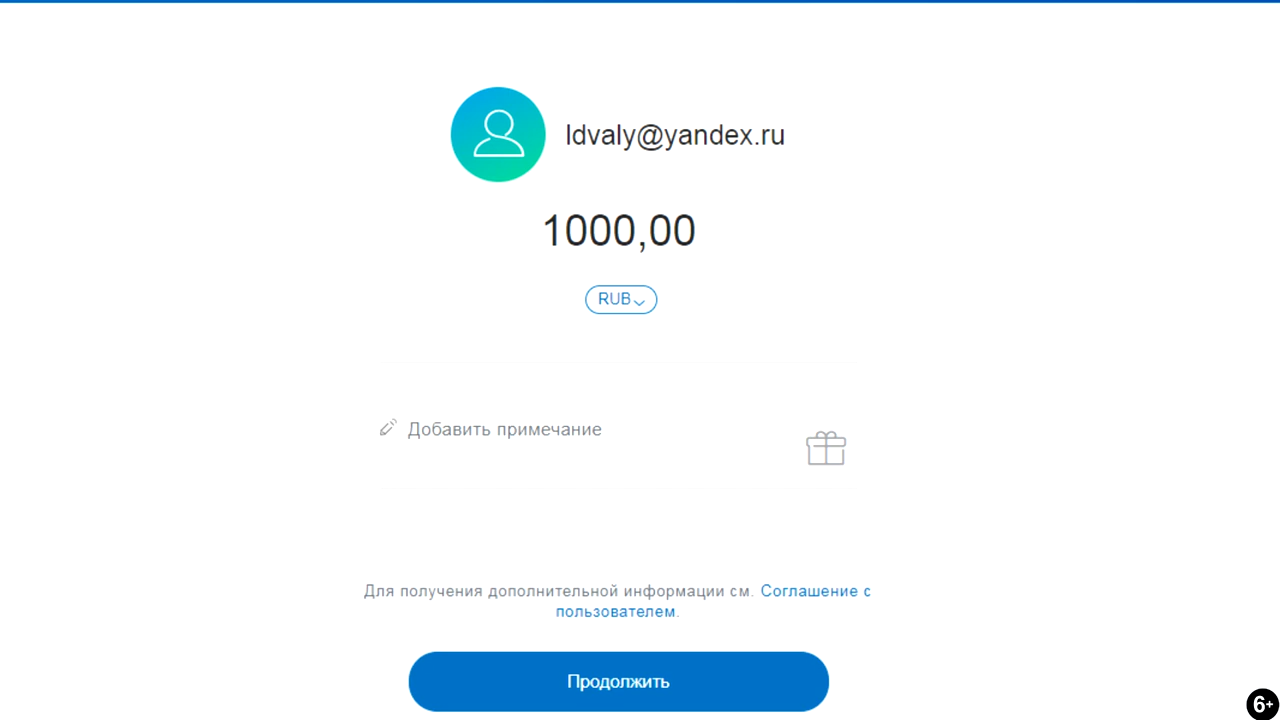 ldvaly@yandex.ru
1000,00
RUB
Добавить примечание
Для получения дополнительной информации см. Соглашение с
пользователем.
Продолжить
6+